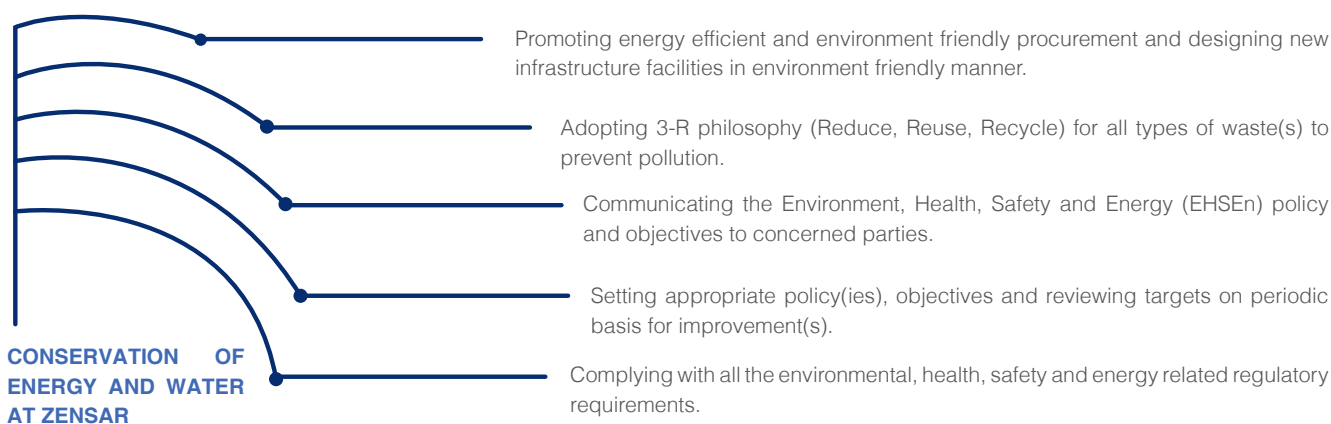 Promoting energy efficient and environment friendly procurement and designing new
infrastructure facilities in environment friendly manner.
Adopting 3-R philosophy (Reduce, Reuse, Recycle) for all types of waste(s) to
prevent pollution.
Communicating the Environment, Health, Safety and Energy (EHSEn) policy
and objectives to concerned parties.
Setting appropriate policy(ies), objectives and reviewing targets on periodic
basis for improvement(s).
CONSERVATION OF
ENERGY AND WATER
AT ZENSAR
Complying with all the environmental, health, safety and energy related regulatory
requirements.